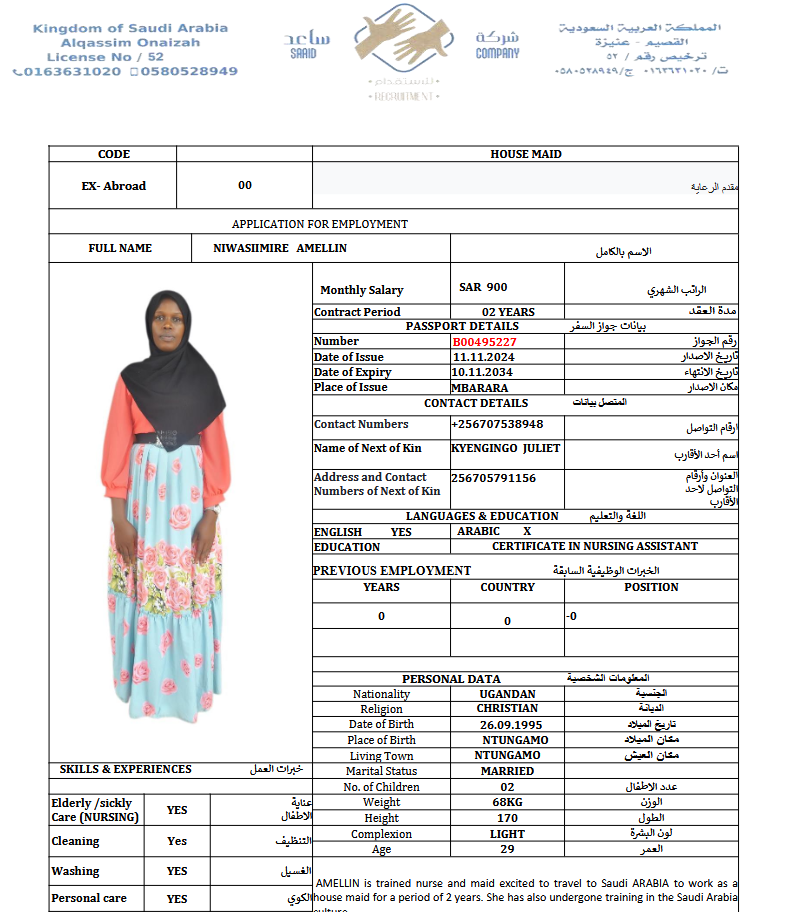 Kingdom of Saudi Arabia
Alqassim Onaizah
License No / 52
0163631020 0580528949
ساعد
SAAID
شركة
COMPANY
للاستقدام
RECRUITMENT
المملكة العربية السعودية
القصيم - عنيزة
ترخيص رقم / ٥٢
ت/ ٠١٦٣٦٣١٠٢٠ ج/ ٠٥٨٠٥٢٨٩٤٩
CODE HOUSE MAID
EX- Abroad 00 مقدم الرعاية
APPLICATION FOR EMPLOYMENT
FULL NAME NIWASIIMIRE AMELLIN الاسم بالكامل
Monthly Salary SAR 900 الراتب الشهري
Contract Period 02 YEARS مدة العقد
PASSPORT DETAILS بيانات جواز السفر
Number B00495227 رقم الجواز
Date of Issue 11.11.2024 تاريخ الاصدار
Date of Expiry 10.11.2034 تاريخ الانتهاء
Place of Issue MBARARA مكان الاصدار
CONTACT DETAILS المتصل بيانات
Contact Numbers +256707538948 ارقام التواصل
Name of Next of Kin KYENGINGO JULIET اسم أحد الأقارب
Address and Contact Numbers of Next of Kin 256705791156 العنوان وأرقام التواصل لاحد الأقارب
LANGUAGES & EDUCATION اللغة والتعليم
ENGLISH YES ARABIC X
EDUCATION CERTIFICATE IN NURSING ASSISTANT
PREVIOUS EMPLOYMENT الخبرات الوظيفية السابقة
YEARS COUNTRY POSITION
0 0 -0
PERSONAL DATA المعلومات الشخصية
Nationality UGANDAN الجنسية
Religion CHRISTIAN الديانة
Date of Birth 26.09.1995 تاريخ الميلاد
Place of Birth NTUNGAMO مكان الميلاد
Living Town NTUNGAMO مكان العيش
Marital Status MARRIED
No. of Children 02 عدد الاطفال
Weight 68KG الوزن
Height 170 الطول
Complexion LIGHT لون البشرة
Age 29 العمر
SKILLS & EXPERIENCES خبرات العمل
Elderly /sickly Care (NURSING) YES عناية الاطفال
Cleaning Yes التنظيف
Washing YES الغسيل
Personal care YES الكوي
AMELLIN is trained nurse and maid excited to travel to Saudi ARABIA to work as a
house maid for a period of 2 years. She has also undergone training in the Saudi Arabia